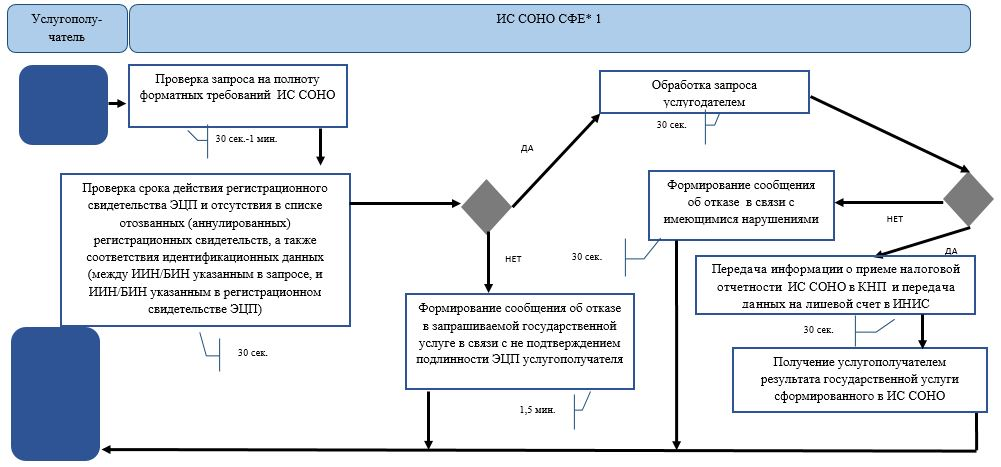 Услугополу-
чатель
ИС СОНО СФЕ* 1
Проверка запроса на полноту
форматных требований ИС СОНО
30 сек.-1 мин.
Обработка запроса
услугодателем
30 сек.
ДА
Проверка срока действия регистрационного
свидетельства ЭЦП и отсутствия в списке
отозванных (аннулированных)
регистрационных свидетельств, а также
соответствия идентификационных данных
(между ИИН/БИН указанным в запросе, и
ИИН/БИН указанным в регистрационном
свидетельстве ЭЦП)
30 сек.
НЕТ
Формирование сообщения об отказе
в запрашиваемой государственной
услуге в связи с не подтверждением
подлинности ЭЦП услугополучателя
1,5 мин.
Формирование сообщения
об отказе в связи с
имеющимися нарушениями
30 сек.
НЕТ
ДА
Передача информации о приеме налоговой
отчетности ИС СОНО в КНП и передача
данных на лицевой счет в ИНИС
30 сек.
Получение услугополучателем
результата государственной услуги
сформированного в ИС СОНО